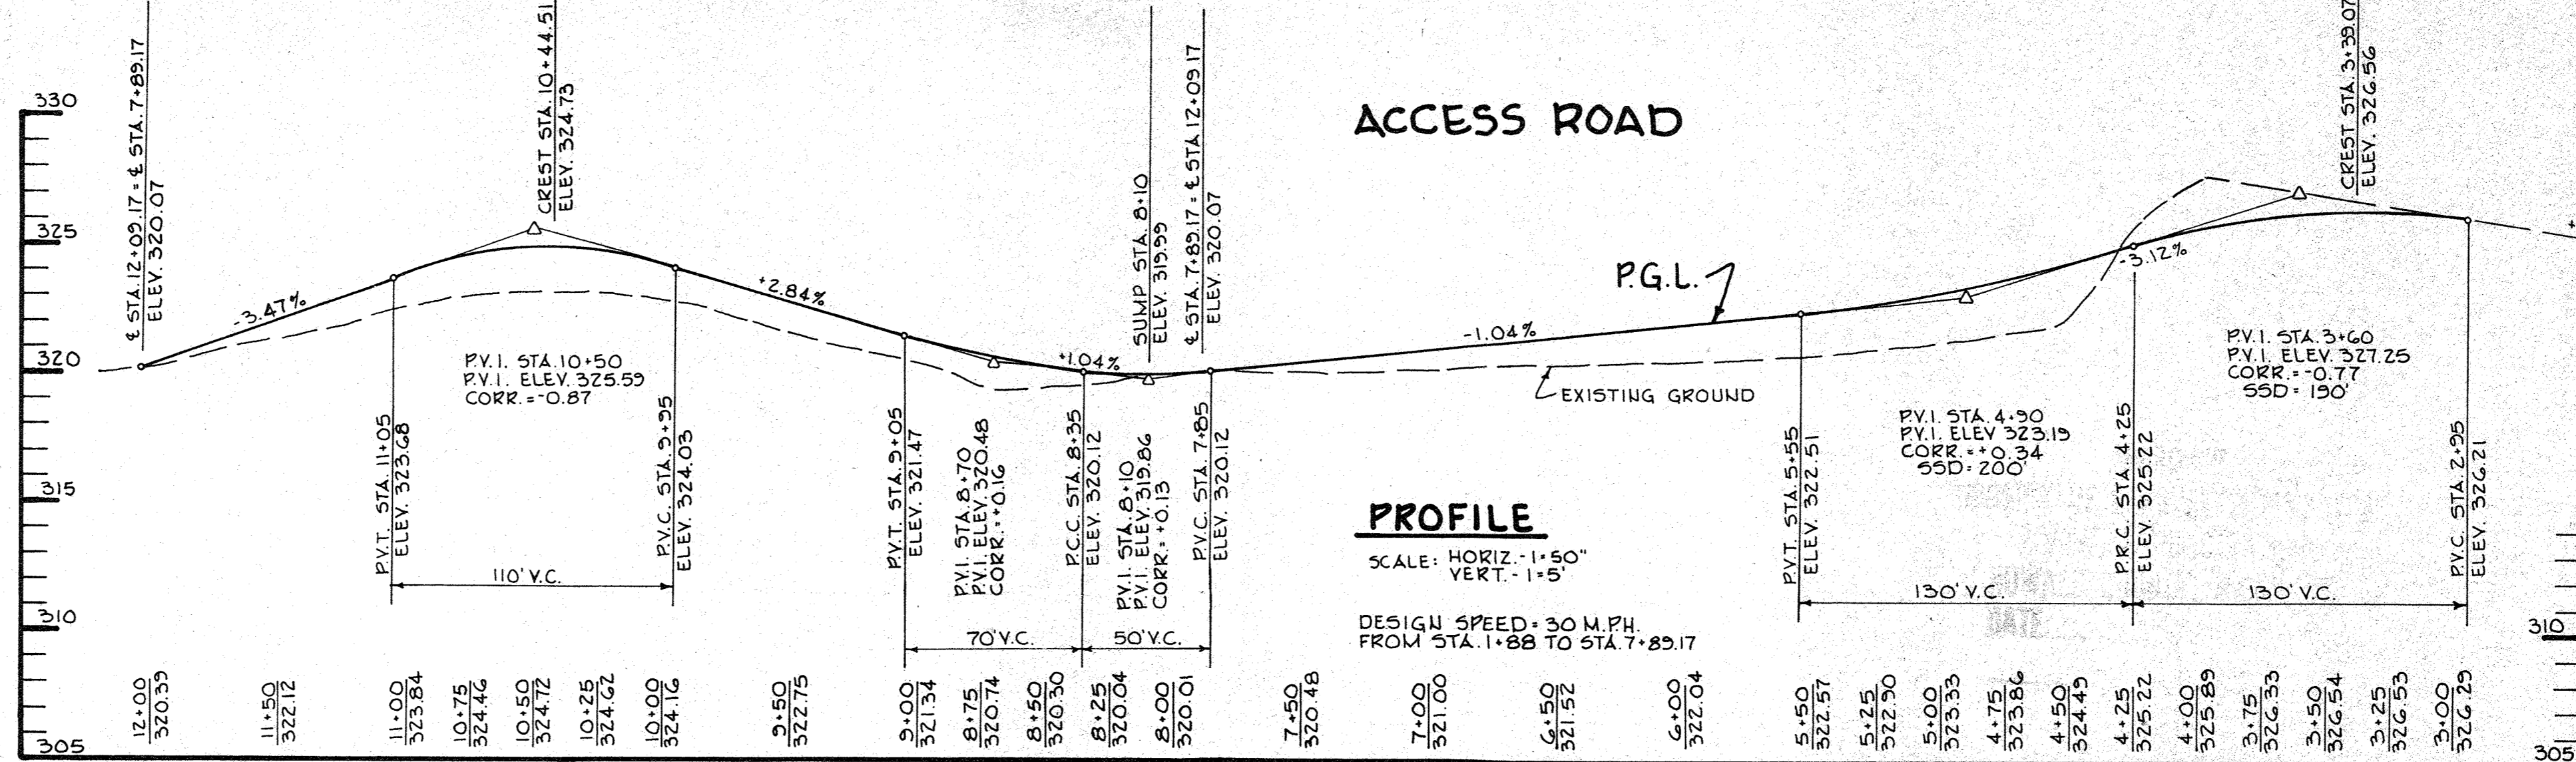 ACCESS ROAD
330
325
320
315
310
305
℄ STA. 12+09.17 = ℄ STA. 7+89.17
ELEV. 320.07
-3.47%
CREST STA. 10+44.51
ELEV. 324.73
P.V.I. STA. 10+50
P.V.I. ELEV. 325.59
CORR. = -0.87
P.V.T. STA. 11+05
ELEV. 323.68
P.V.C. STA. 9+95
ELEV. 324.03
110' V.C.
+2.84%
P.V.T. STA. 9+05
ELEV. 321.47
P.V.I. STA. 8+70
P.V.I. ELEV. 320.48
CORR. = +0.16
+1.04%
P.C.C. STA. 8+35
ELEV. 320.12
P.V.I. STA. 8+10
P.V.I. ELEV. 319.86
CORR. = +0.13
SUMP STA. 8+10
ELEV. 319.99
℄ STA. 7+89.17 = ℄ STA 12+09.17
ELEV. 320.07
P.V.C. STA. 7+85
ELEV. 320.12
70' V.C.
50' V.C.
-1.04%
P.G.L.
EXISTING GROUND
PROFILE
SCALE: HORIZ. - 1=50"
VERT. - 1=5'
DESIGN SPEED = 30 M.P.H.
FROM STA. 1+88 TO STA. 7+89.17
P.V.T. STA. 5+55
ELEV. 322.51
P.V.I. STA. 4+90
P.V.I. ELEV 323.19
CORR. = +0.34
SSD = 200'
-3.12%
P.R.C. STA. 4+25
ELEV. 325.22
P.V.I. STA. 3+60
P.V.I. ELEV. 327.25
CORR. = -0.77
SSD = 190'
CREST STA. 3+39.07
ELEV. 326.56
P.V.C. STA. 2+95
ELEV. 326.21
130' V.C.
130' V.C.
310
305
12+00
320.39
11+50
322.12
11+00
323.84
10+75
324.46
10+50
324.72
10+25
324.62
10+00
324.16
9+50
322.75
9+00
321.34
8+75
320.74
8+50
320.30
8+25
320.04
8+00
320.01
7+50
320.48
7+00
321.00
6+50
321.52
6+00
322.04
5+50
322.57
5+25
322.90
5+00
323.33
4+75
323.86
4+50
324.49
4+25
325.22
4+00
325.89
3+75
326.33
3+50
326.54
3+25
326.53
3+00
326.29
DATE